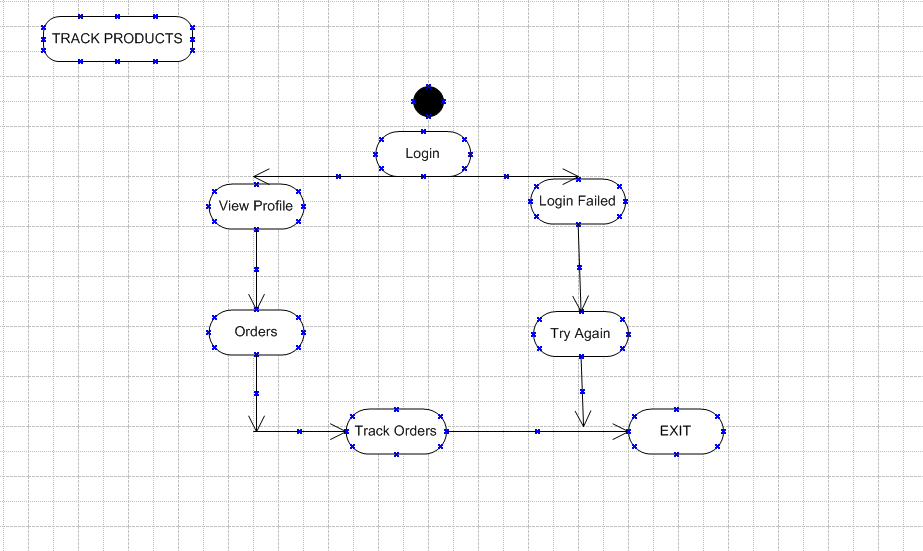 TRACK PRODUCTS
Login
View Profile
Login Failed
Orders
Try Again
Track Orders
EXIT